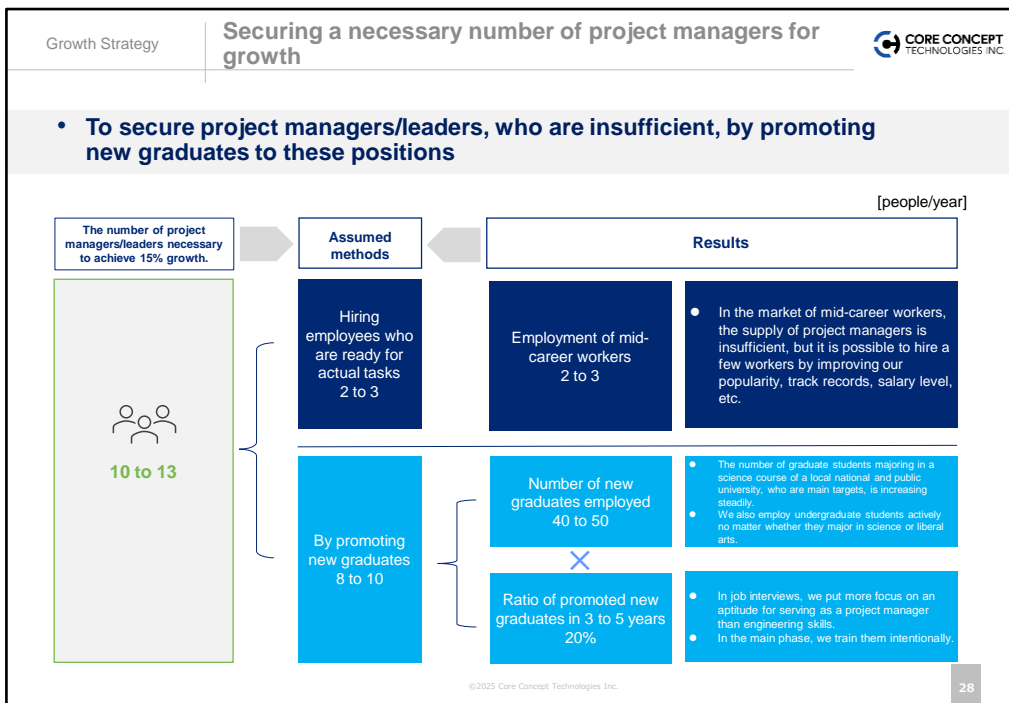 Growth Strategy
Securing a necessary number of project managers for
growth
CORE CONCEPT
TECHNOLOGIES INC.
• To secure project managers/leaders, who are insufficient, by promoting
new graduates to these positions
[people/year]
The number of project
managers/leaders necessary
to achieve 15% growth.
Assumed
methods
Results
10 to 13
Hiring
employees who
are ready for
actual tasks
2 to 3
Employment of mid-
career workers
2 to 3
● In the market of mid-career workers,
the supply of project managers is
insufficient, but it is possible to hire a
few workers by improving our
popularity, track records, salary level,
etc.
By promoting
new graduates
8 to 10
Number of new
graduates employed
40 to 50
● The number of graduate students majoring in a
science course of a local national and public
university, who are main targets, is increasing
steadily.
● We also employ undergraduate students actively
no matter whether they major in science or liberal
arts.
×
Ratio of promoted new
graduates in 3 to 5 years
20%
● In job interviews, we put more focus on an
aptitude for serving as a project manager
than engineering skills.
● In the main phase, we train them intentionally.
©2025 Core Concept Technologies Inc.
28